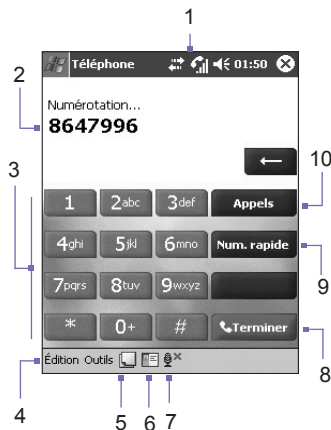 1
Téléphone 01:50
2
Numérotation...
8647996
3
10
1 2abc 3def Appels
4ghi 5jkl 6mno Num. rapide
9
7pqrs 8tuv 9wxyz
* 0+ # Terminer
8
Édition Outils
4
5 6 7